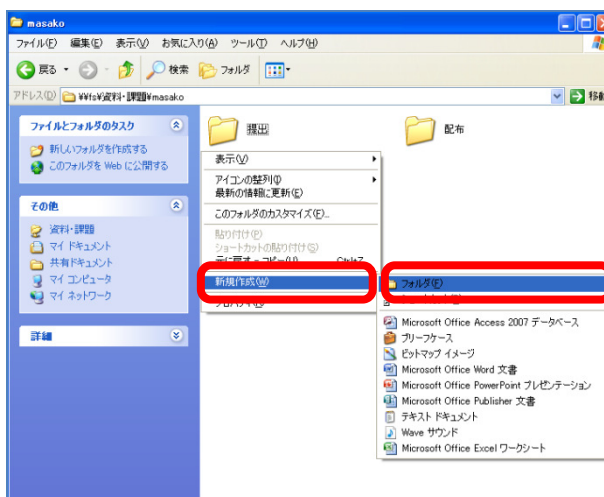 masako
ファイル(F) 編集(E) 表示(V) お気に入り(A) ツール(T) ヘルプ(H)
戻る 検索 フォルダ
アドレス(D) ¥¥fs¥資料・課題¥masako 移動
ファイルとフォルダのタスク
新しいフォルダを作成する
このフォルダを Web に公開する
その他
資料・課題
マイ ドキュメント
共有ドキュメント
マイ コンピュータ
マイ ネットワーク
詳細
提出
配布
表示(V)
アイコンの整列(I)
最新の情報に更新(E)
このフォルダのカスタマイズ(F)...
貼り付け(P)
ショートカットの貼り付け(S)
元に戻す - コピー(U) Ctrl+Z
新規作成(W)
プロパティ(R)
フォルダ(F)
Microsoft Office Access 2007 データベース
ブリーフケース
ビットマップ イメージ
Microsoft Office Word 文書
Microsoft Office PowerPoint プレゼンテーション
Microsoft Office Publisher 文書
テキスト ドキュメント
Wave サウンド
Microsoft Office Excel ワークシート